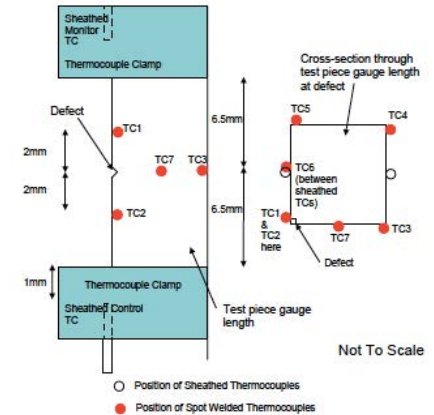 Sheathed
Monitor
TC
Thermocouple Clamp
Defect
TC1
2mm
2mm
TC7
TC3
TC2
6.5mm
6.5mm
1mm
Thermocouple Clamp
Sheathed Control
TC
Test piece gauge
length
Cross-section through
test piece gauge length
at defect
TC5
TC4
TC6
(between
sheathed
TCs)
TC1
&
TC2
here
TC7
TC3
Defect
Not To Scale
Position of Sheathed Thermocouples
Position of Spot Welded Thermocouples